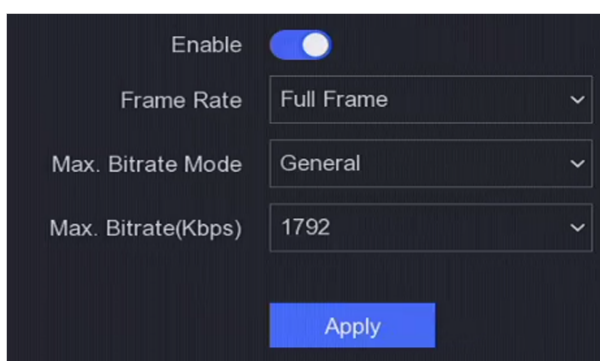 Enable
Frame Rate Full Frame
Max. Bitrate Mode General
Max. Bitrate(Kbps) 1792
Apply